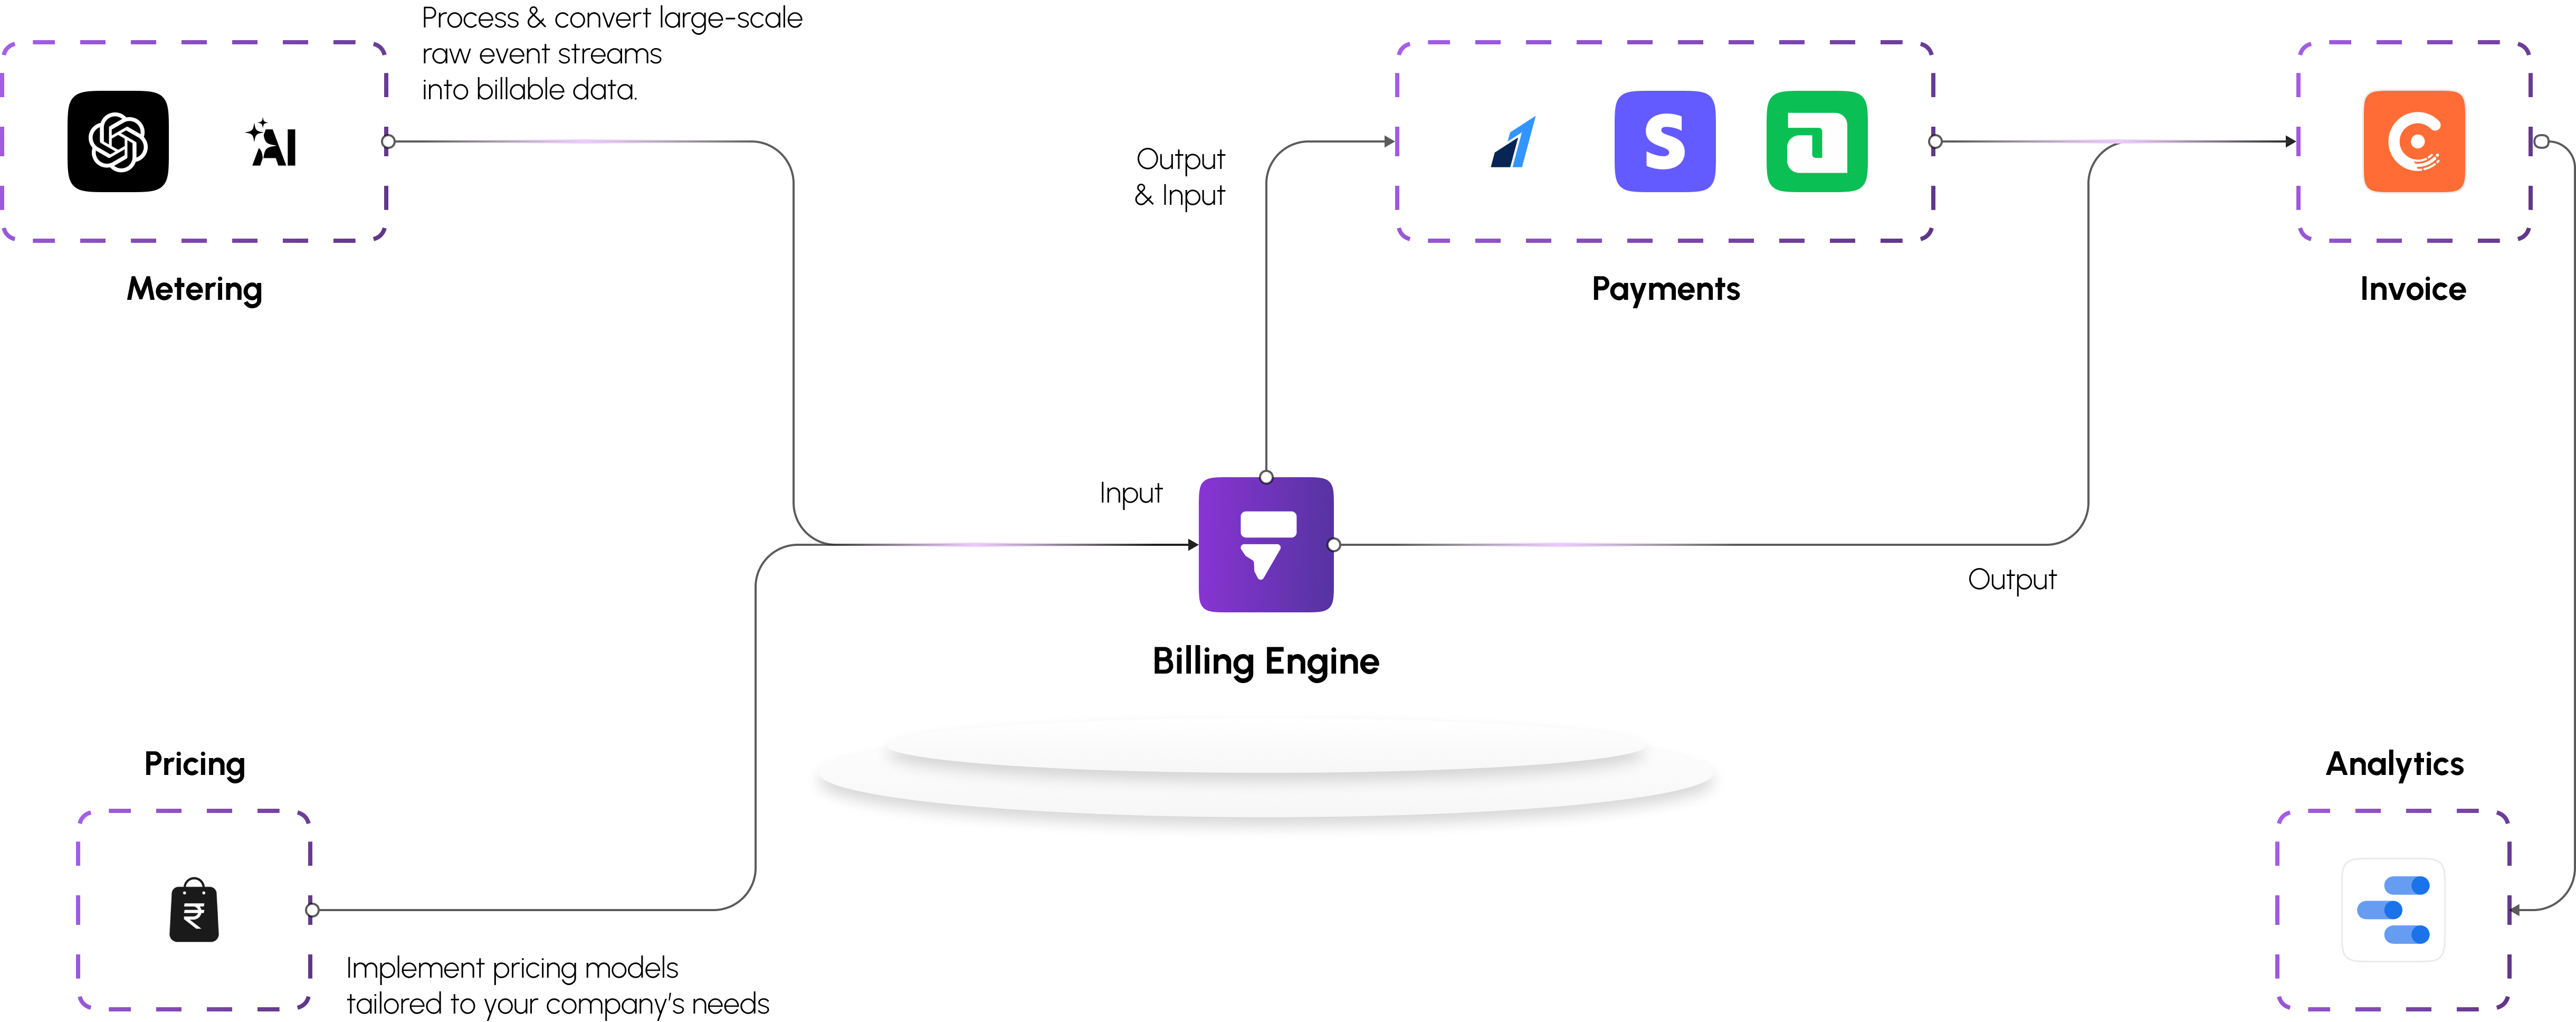 Process & convert large-scale
raw event streams
into billable data.
AI
Metering
Output
& Input
S
Payments
Invoice
Input
Billing Engine
Output
Pricing
₹
Implement pricing models
tailored to your company's needs
Analytics